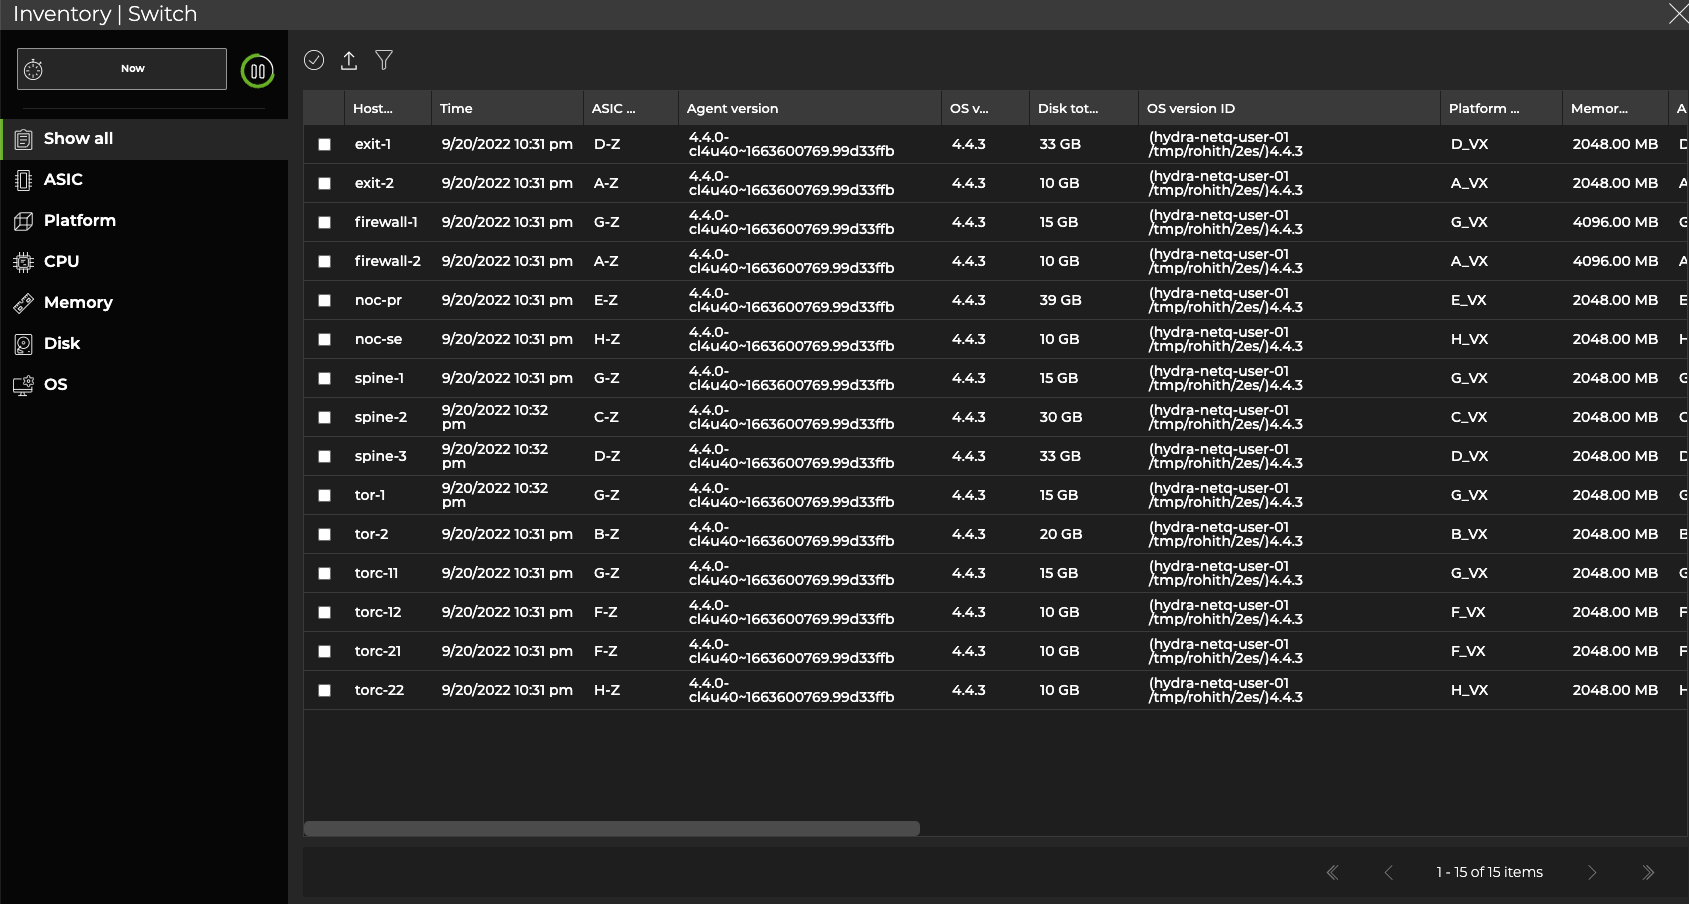 Inventory | Switch
Now
Show all
ASIC
Platform
CPU
Memory
Disk
OS
Host... Time ASIC ... Agent version OS v... Disk tot... OS version ID Platform ... Memor... A
exit-1 9/20/2022 10:31 pm D-Z 4.4.0-
cl4u40~1663600769.99d33ffb 4.4.3 33 GB (hydra-netq-user-01
/tmp/rohith/2es/)4.4.3 D_VX 2048.00 MB D
exit-2 9/20/2022 10:31 pm A-Z 4.4.0-
cl4u40~1663600769.99d33ffb 4.4.3 10 GB (hydra-netq-user-01
/tmp/rohith/2es/)4.4.3 A_VX 2048.00 MB A
firewall-1 9/20/2022 10:31 pm G-Z 4.4.0-
cl4u40~1663600769.99d33ffb 4.4.3 15 GB (hydra-netq-user-01
/tmp/rohith/2es/)4.4.3 G_VX 4096.00 MB G
firewall-2 9/20/2022 10:31 pm A-Z 4.4.0-
cl4u40~1663600769.99d33ffb 4.4.3 10 GB (hydra-netq-user-01
/tmp/rohith/2es/)4.4.3 A_VX 4096.00 MB A
noc-pr 9/20/2022 10:31 pm E-Z 4.4.0-
cl4u40~1663600769.99d33ffb 4.4.3 39 GB (hydra-netq-user-01
/tmp/rohith/2es/)4.4.3 E_VX 2048.00 MB E
noc-se 9/20/2022 10:31 pm H-Z 4.4.0-
cl4u40~1663600769.99d33ffb 4.4.3 10 GB (hydra-netq-user-01
/tmp/rohith/2es/)4.4.3 H_VX 2048.00 MB H
spine-1 9/20/2022 10:31 pm G-Z 4.4.0-
cl4u40~1663600769.99d33ffb 4.4.3 15 GB (hydra-netq-user-01
/tmp/rohith/2es/)4.4.3 G_VX 2048.00 MB G
spine-2 9/20/2022 10:32
pm C-Z 4.4.0-
cl4u40~1663600769.99d33ffb 4.4.3 30 GB (hydra-netq-user-01
/tmp/rohith/2es/)4.4.3 C_VX 2048.00 MB C
spine-3 9/20/2022 10:32
pm D-Z 4.4.0-
cl4u40~1663600769.99d33ffb 4.4.3 33 GB (hydra-netq-user-01
/tmp/rohith/2es/)4.4.3 D_VX 2048.00 MB D
tor-1 9/20/2022 10:32
pm G-Z 4.4.0-
cl4u40~1663600769.99d33ffb 4.4.3 15 GB (hydra-netq-user-01
/tmp/rohith/2es/)4.4.3 G_VX 2048.00 MB G
tor-2 9/20/2022 10:31 pm B-Z 4.4.0-
cl4u40~1663600769.99d33ffb 4.4.3 20 GB (hydra-netq-user-01
/tmp/rohith/2es/)4.4.3 B_VX 2048.00 MB B
torc-11 9/20/2022 10:31 pm G-Z 4.4.0-
cl4u40~1663600769.99d33ffb 4.4.3 15 GB (hydra-netq-user-01
/tmp/rohith/2es/)4.4.3 G_VX 2048.00 MB G
torc-12 9/20/2022 10:31 pm F-Z 4.4.0-
cl4u40~1663600769.99d33ffb 4.4.3 10 GB (hydra-netq-user-01
/tmp/rohith/2es/)4.4.3 F_VX 2048.00 MB F
torc-21 9/20/2022 10:31 pm F-Z 4.4.0-
cl4u40~1663600769.99d33ffb 4.4.3 10 GB (hydra-netq-user-01
/tmp/rohith/2es/)4.4.3 F_VX 2048.00 MB F
torc-22 9/20/2022 10:31 pm H-Z 4.4.0-
cl4u40~1663600769.99d33ffb 4.4.3 10 GB (hydra-netq-user-01
/tmp/rohith/2es/)4.4.3 H_VX 2048.00 MB H
1 - 15 of 15 items